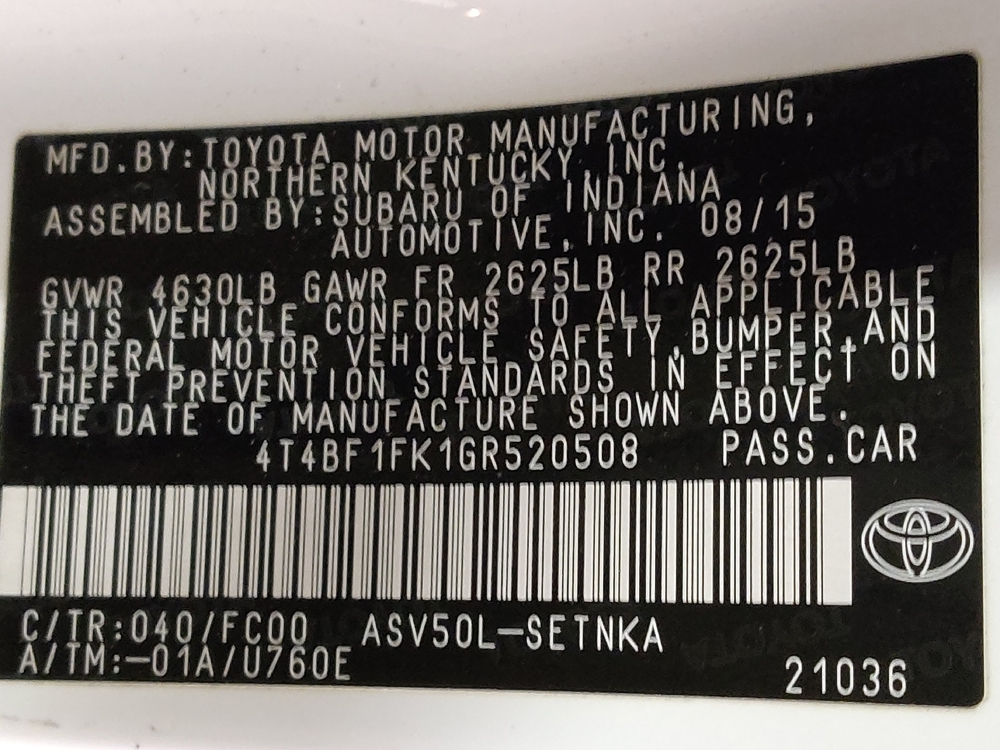 MFD.BY:TOYOTA MOTOR MANUFACTURING,
NORTHERN KENTUCKY, INC.
ASSEMBLED BY:SUBARU OF INDIANA
AUTOMOTIVE,INC. 08/15
GVWR 4630LB GAWR FR 2625LB RR 2625LB
THIS VEHICLE CONFORMS TO ALL APPLICABLE
FEDERAL MOTOR VEHICLE SAFETY,BUMPER,AND
THEFT PREVENTION STANDARDS IN EFFECT ON
THE DATE OF MANUFACTURE SHOWN ABOVE.
4T4BF1FK1GR520508 PASS.CAR
C/TR:040/FC00 ASV50L-SETNKA
A/TM:-01A/U760E
21036